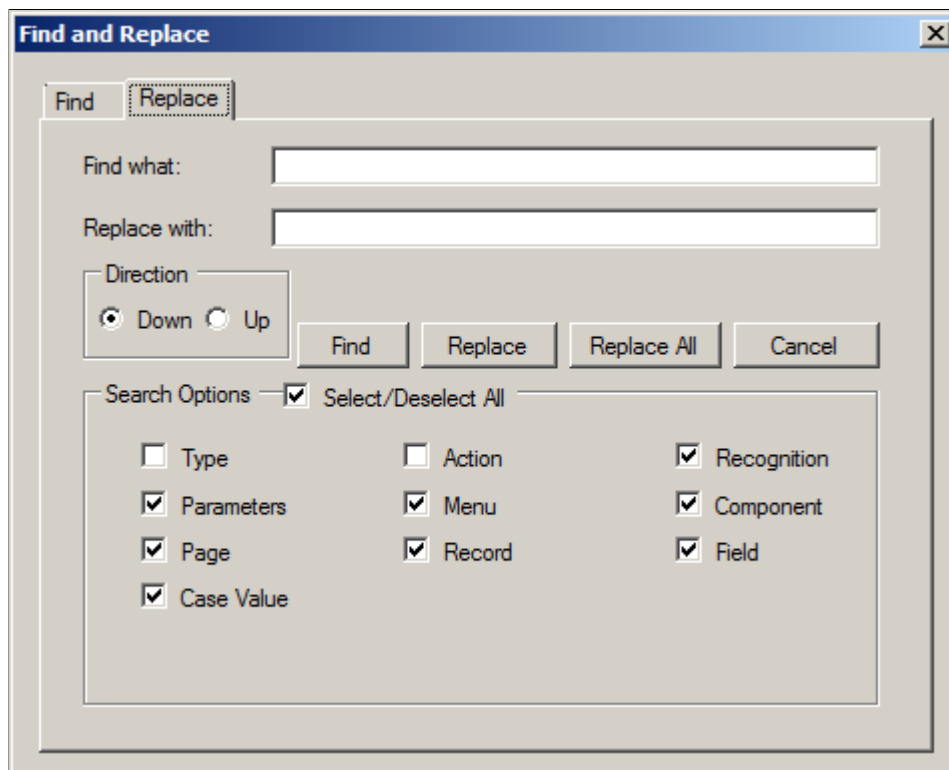 Find and Replace
Find Replace
Find what:
Replace with:
Direction
Down Up
Find Replace Replace All Cancel
Search Options Select/Deselect All
Type Action Recognition
Parameters Menu Component
Page Record Field
Case Value